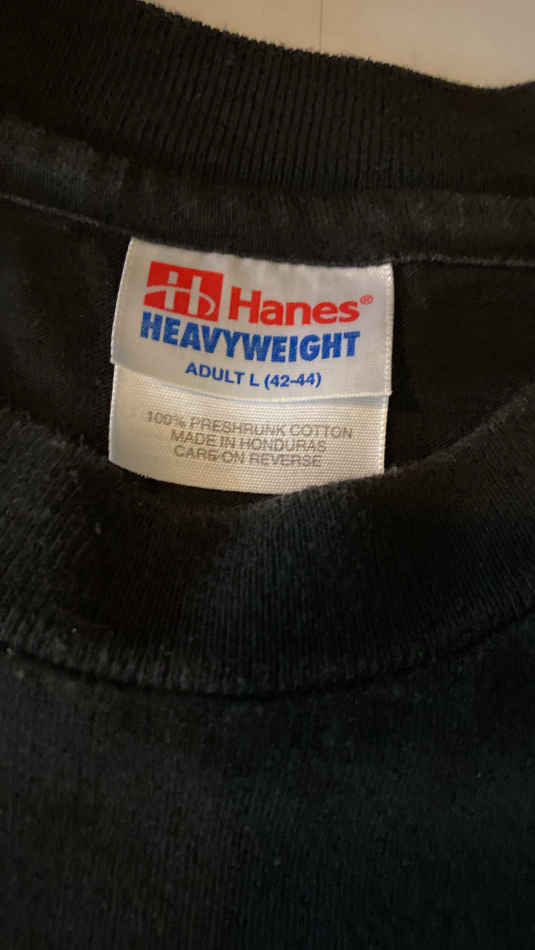 Hanes®
HEAVYWEIGHT
ADULT L (42-44)
100% PRESHRUNK COTTON
MADE IN HONDURAS
CARE ON REVERSE